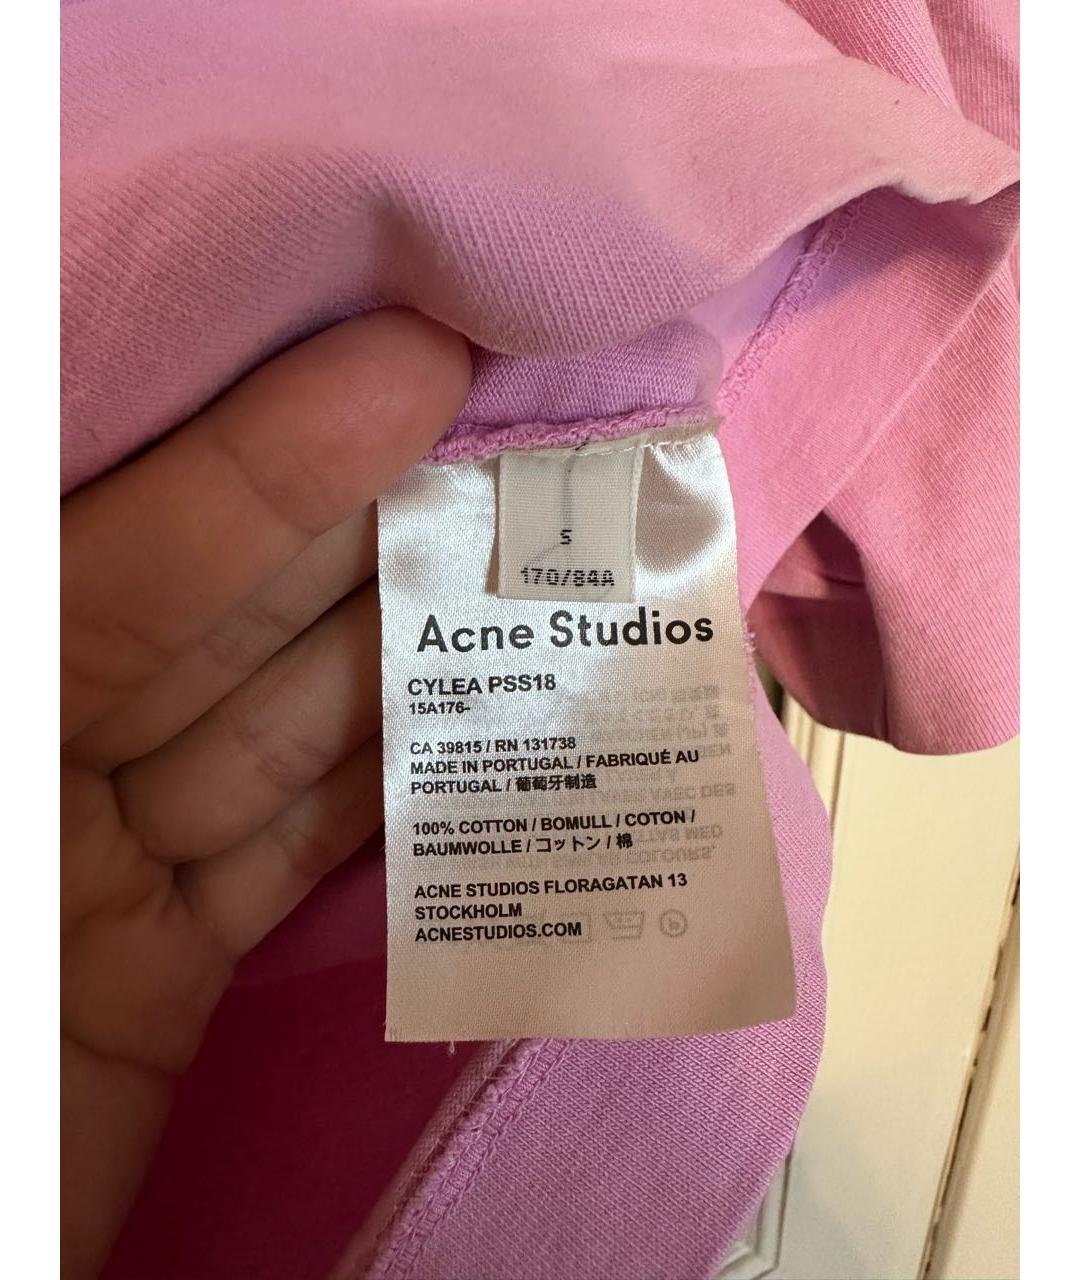 S
170/84A
Acne Studios
CYLEA PSS18
15A176-
CA 39815 / RN 131738
MADE IN PORTUGAL / FABRIQUÉ AU
PORTUGAL / 葡萄牙制造
100% COTTON / BOMULL / COTON /
BAUMWOLLE / コットン / 棉
ACNE STUDIOS FLORAGATAN 13
STOCKHOLM
ACNESTUDIOS.COM